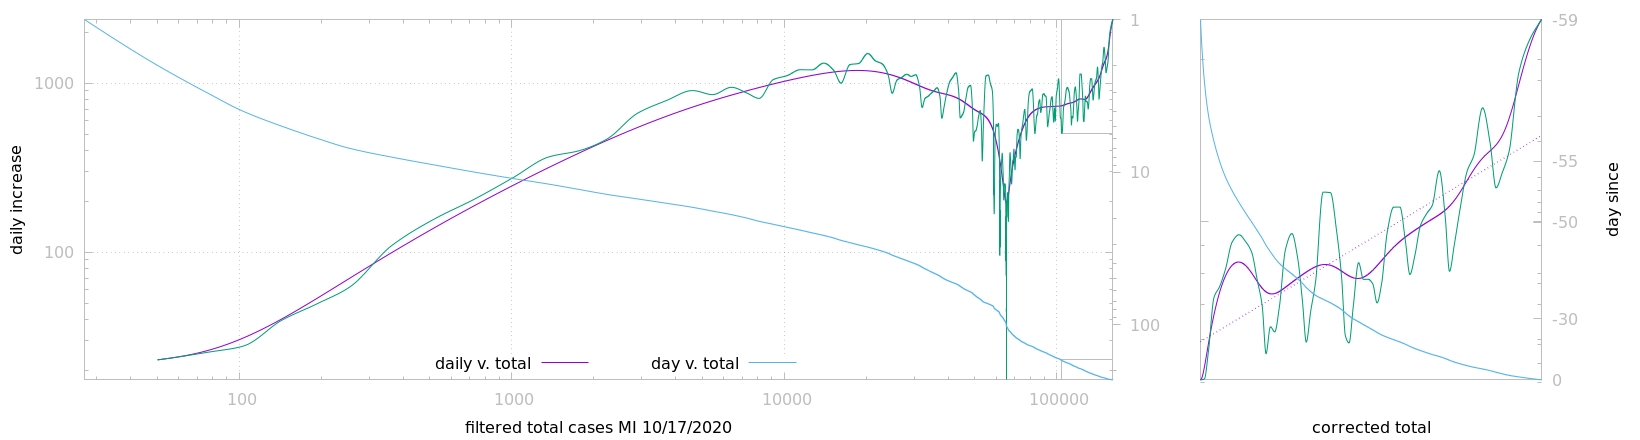 1000
100
daily increase
daily v. total
day v. total
100
1000
10000
100000
filtered total cases MI 10/17/2020
1
10
100
-59
-55
-50
-30
0
day since
corrected total